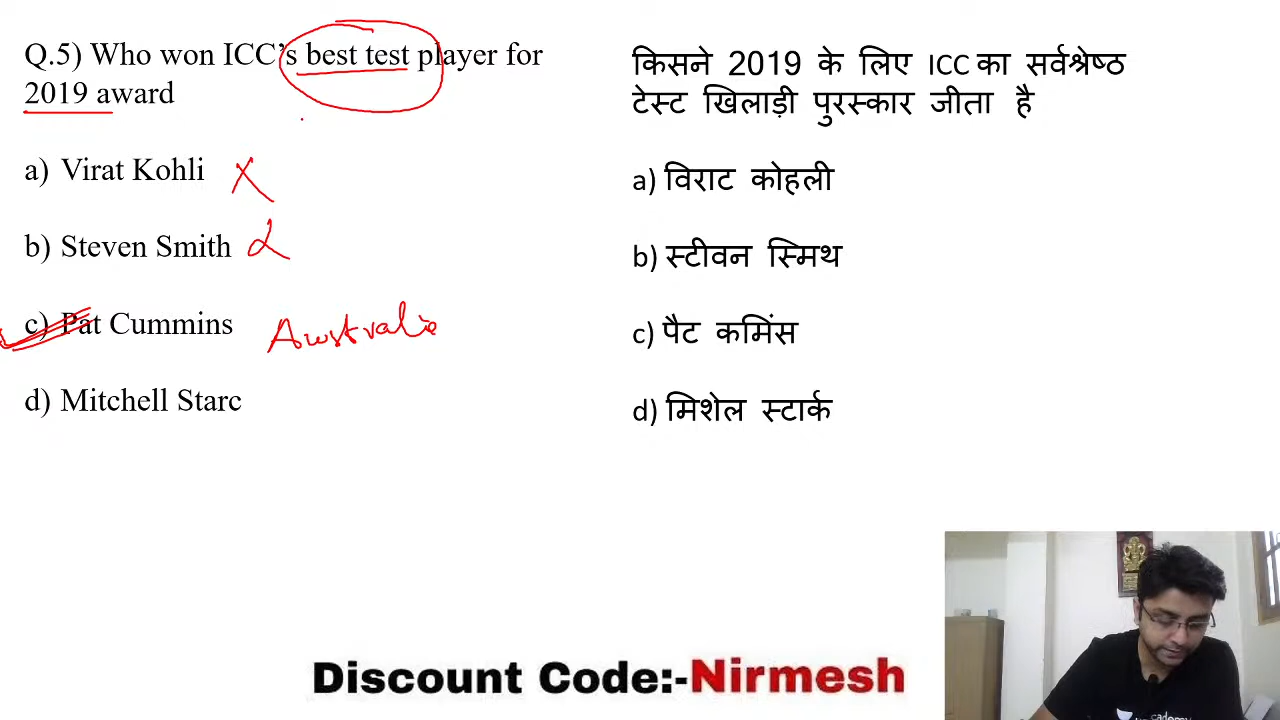 Q.5) Who won ICC's best test player for
2019 award
a) Virat Kohli
b) Steven Smith
c) Pat Cummins Australia
d) Mitchell Starc
किसने 2019 के लिए ICC का सर्वश्रेष्ठ
टेस्ट खिलाड़ी पुरस्कार जीता है
a) विराट कोहली
b) स्टीवन स्मिथ
c) पैट कमिंस
d) मिशेल स्टार्क
Discount Code:-Nirmesh